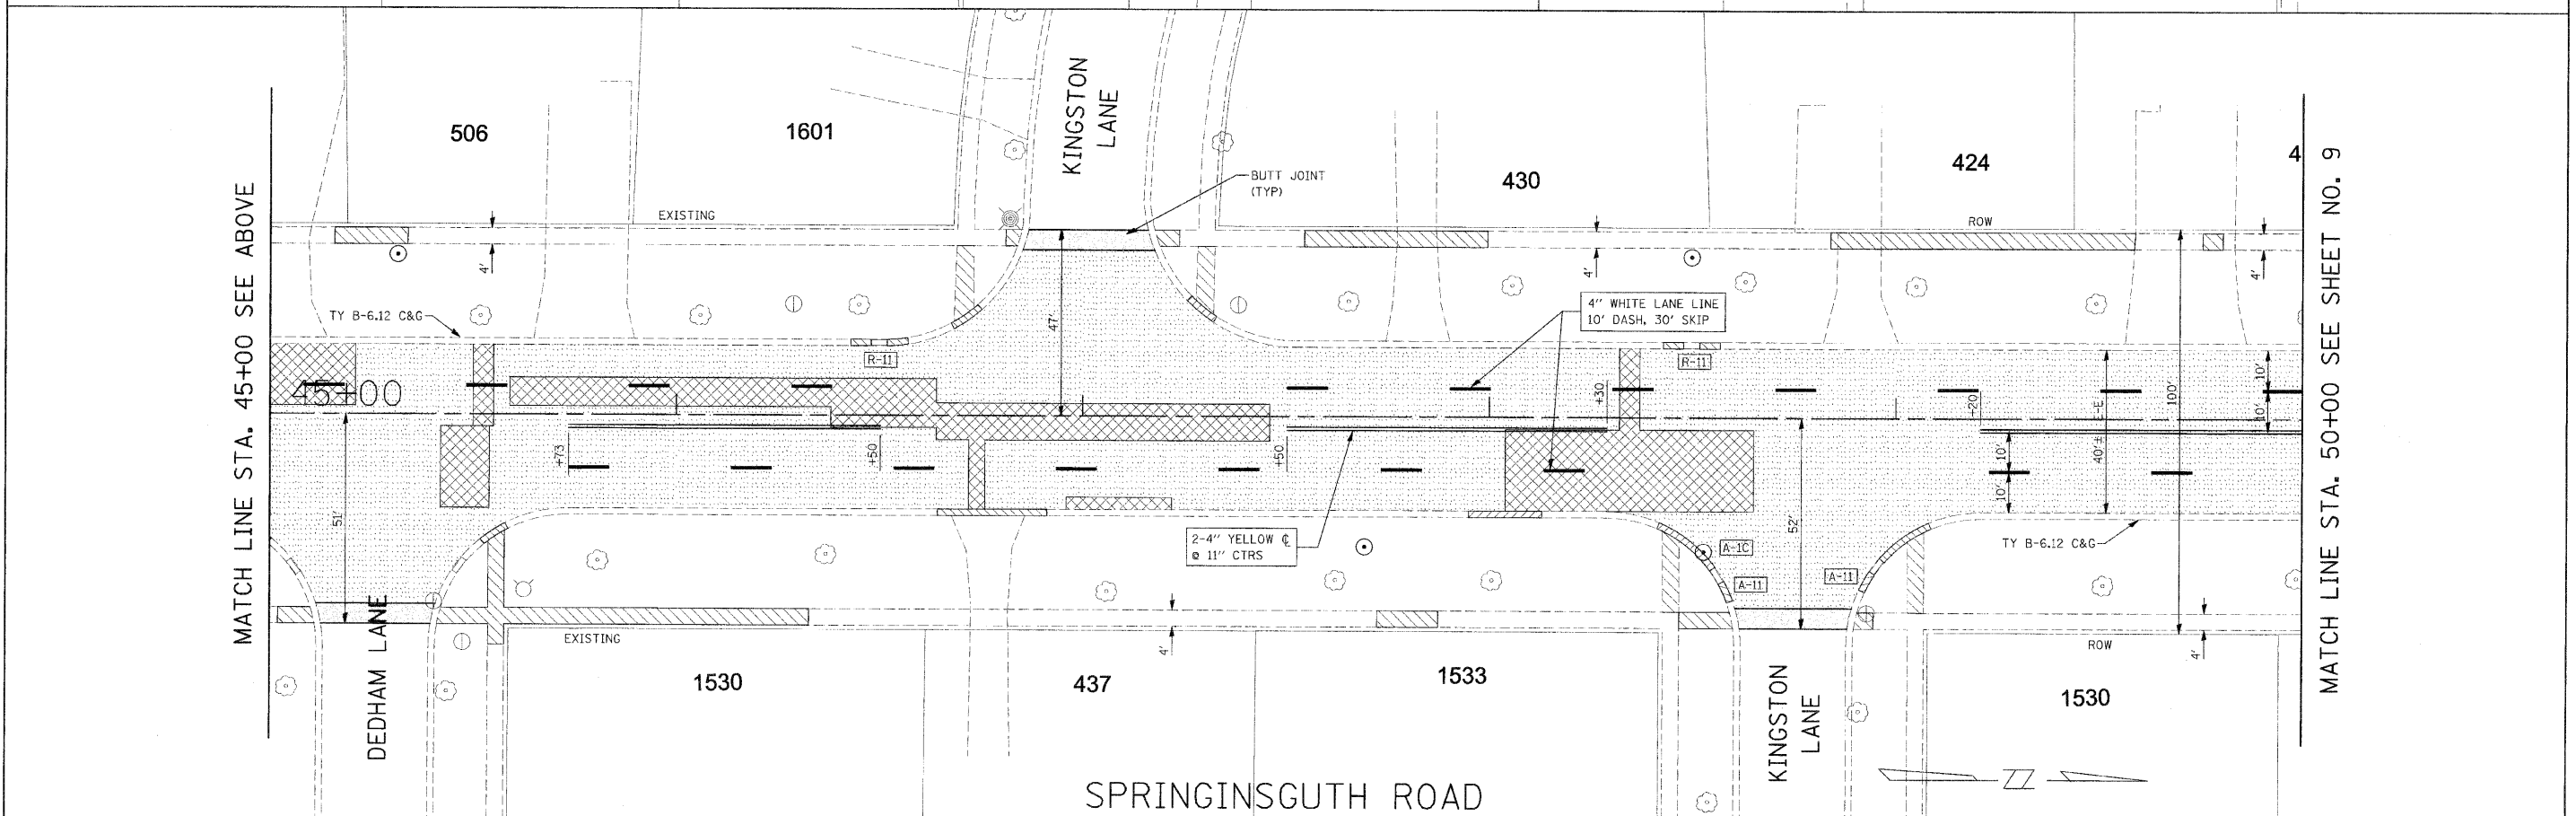 KINGSTON
LANE
506
1601
430
424
4
BUTT JOINT
(TYP)
MATCH LINE STA. 45+00 SEE ABOVE
MATCH LINE STA. 50+00 SEE SHEET NO. 9
EXISTING
ROW
4'
4'
4'
TY B-6.12 C&G
47'
4" WHITE LANE LINE
10' DASH, 30' SKIP
R-11
R-11
45+00
+30
+20
10'
10'
100'
40'± E-E
+73
+50
+50
10'
10'
51'
52'
2-4" YELLOW ℄
@ 11" CTRS
A-1C
A-11
A-11
TY B-6.12 C&G
DEDHAM LANE
EXISTING
4'
ROW
4'
1530
437
1533
KINGSTON
LANE
1530
SPRINGINSGUTH ROAD
Z